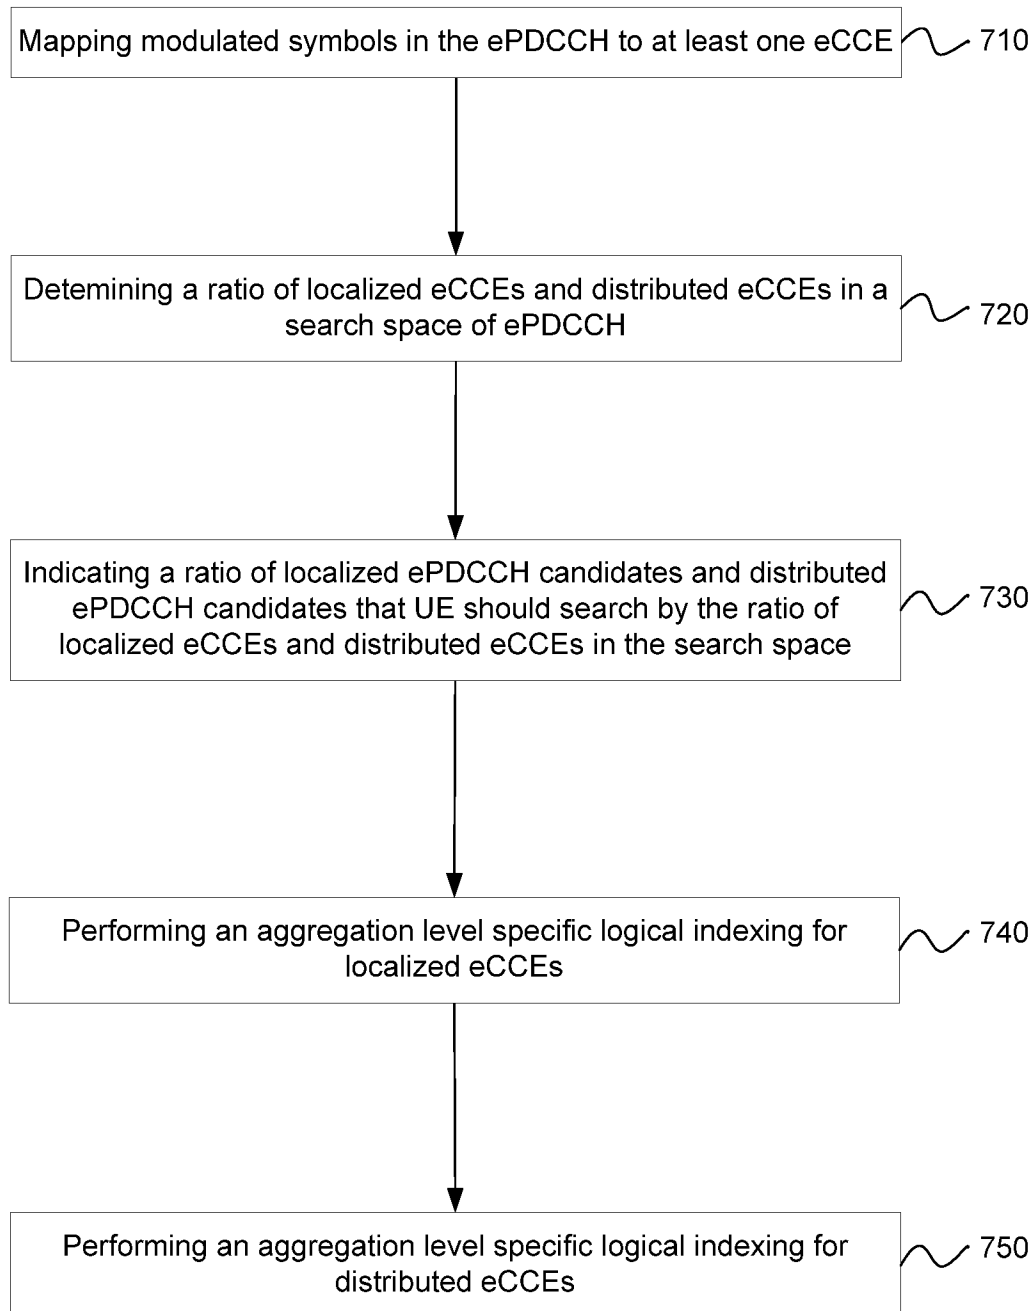 Mapping modulated symbols in the ePDCCH to at least one eCCE
710
Detemining a ratio of localized eCCEs and distributed eCCEs in a
search space of ePDCCH
720
Indicating a ratio of localized ePDCCH candidates and distributed
ePDCCH candidates that UE should search by the ratio of
localized eCCEs and distributed eCCEs in the search space
730
Performing an aggregation level specific logical indexing for
localized eCCEs
740
Performing an aggregation level specific logical indexing for
distributed eCCEs
750